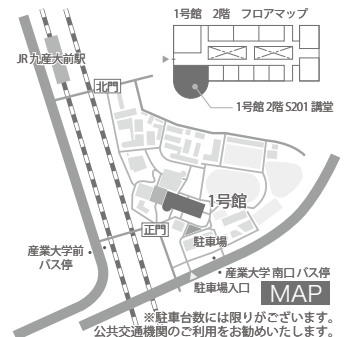 1号館 2階 フロアマップ
JR 九産大前駅
北門
1号館 2階 S201 講堂
1号館
正門
駐車場
産業大学前
バス停
産業大学 南口 バス停
駐車場入口
MAP
※駐車台数には限りがございます。
公共交通機関のご利用をお勧めいたします。